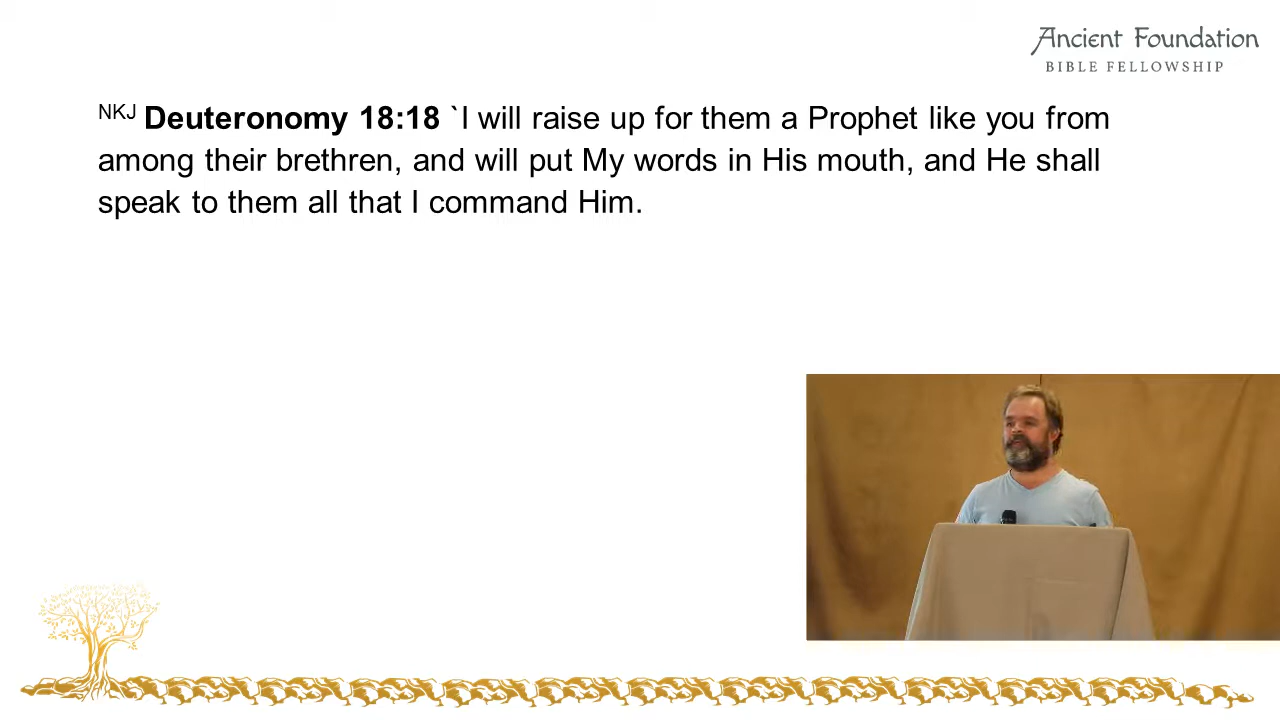 Ancient Foundation
BIBLE FELLOWSHIP
NKJ Deuteronomy 18:18 `I will raise up for them a Prophet like you from
among their brethren, and will put My words in His mouth, and He shall
speak to them all that I command Him.